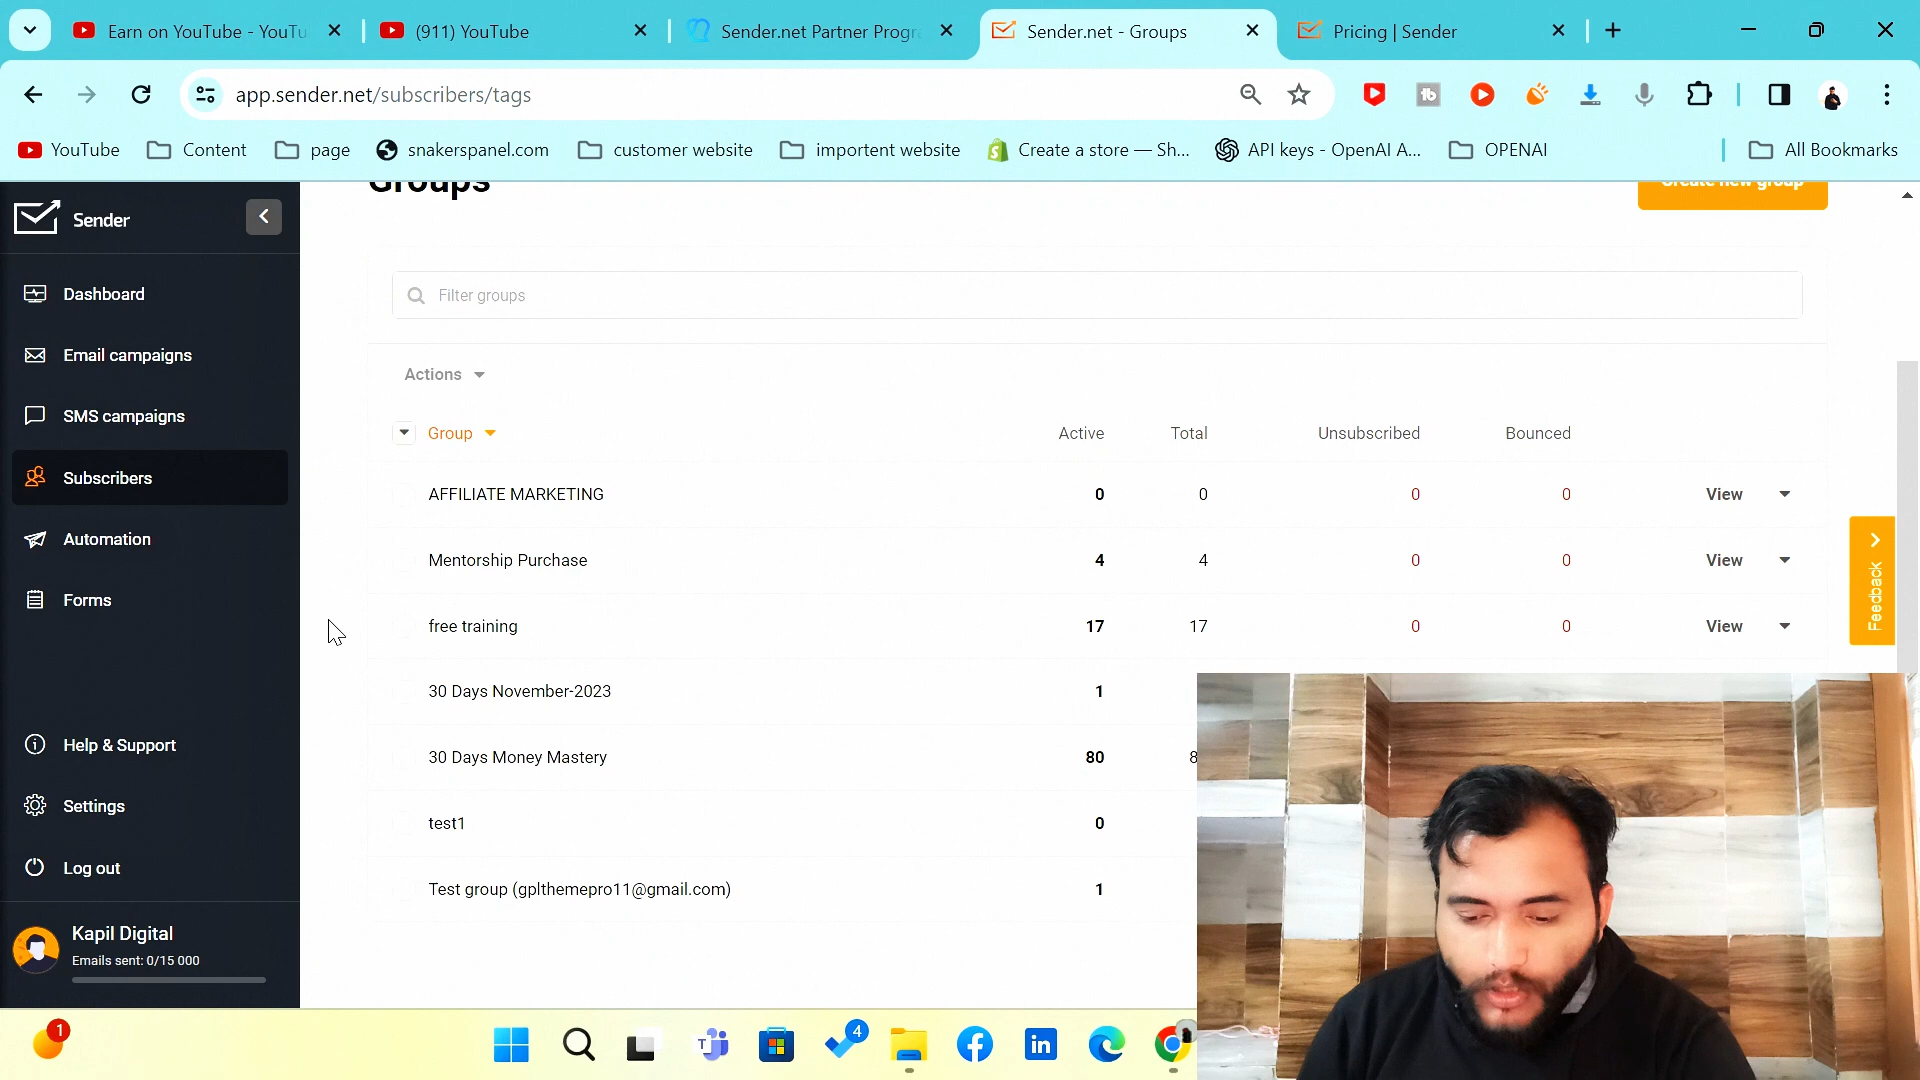 Earn on YouTube - YouTu
(911) YouTube
Sender.net Partner Progra
Sender.net - Groups
Pricing | Sender
app.sender.net/subscribers/tags
YouTube
Content
page
snakerspanel.com
customer website
importent website
Create a store — Sh...
API keys - OpenAI A...
OPENAI
All Bookmarks
Sender
Dashboard
Email campaigns
SMS campaigns
Subscribers
Automation
Forms
Help & Support
Settings
Log out
Kapil Digital
Emails sent: 0/15 000
Groups
Create new group
Filter groups
Actions
Group Active Total Unsubscribed Bounced
AFFILIATE MARKETING 0 0 0 0 View
Mentorship Purchase 4 4 0 0 View
free training 17 17 0 0 View
30 Days November-2023 1
30 Days Money Mastery 80 8
test1 0
Test group (gplthemepro11@gmail.com) 1
Feedback
1
4